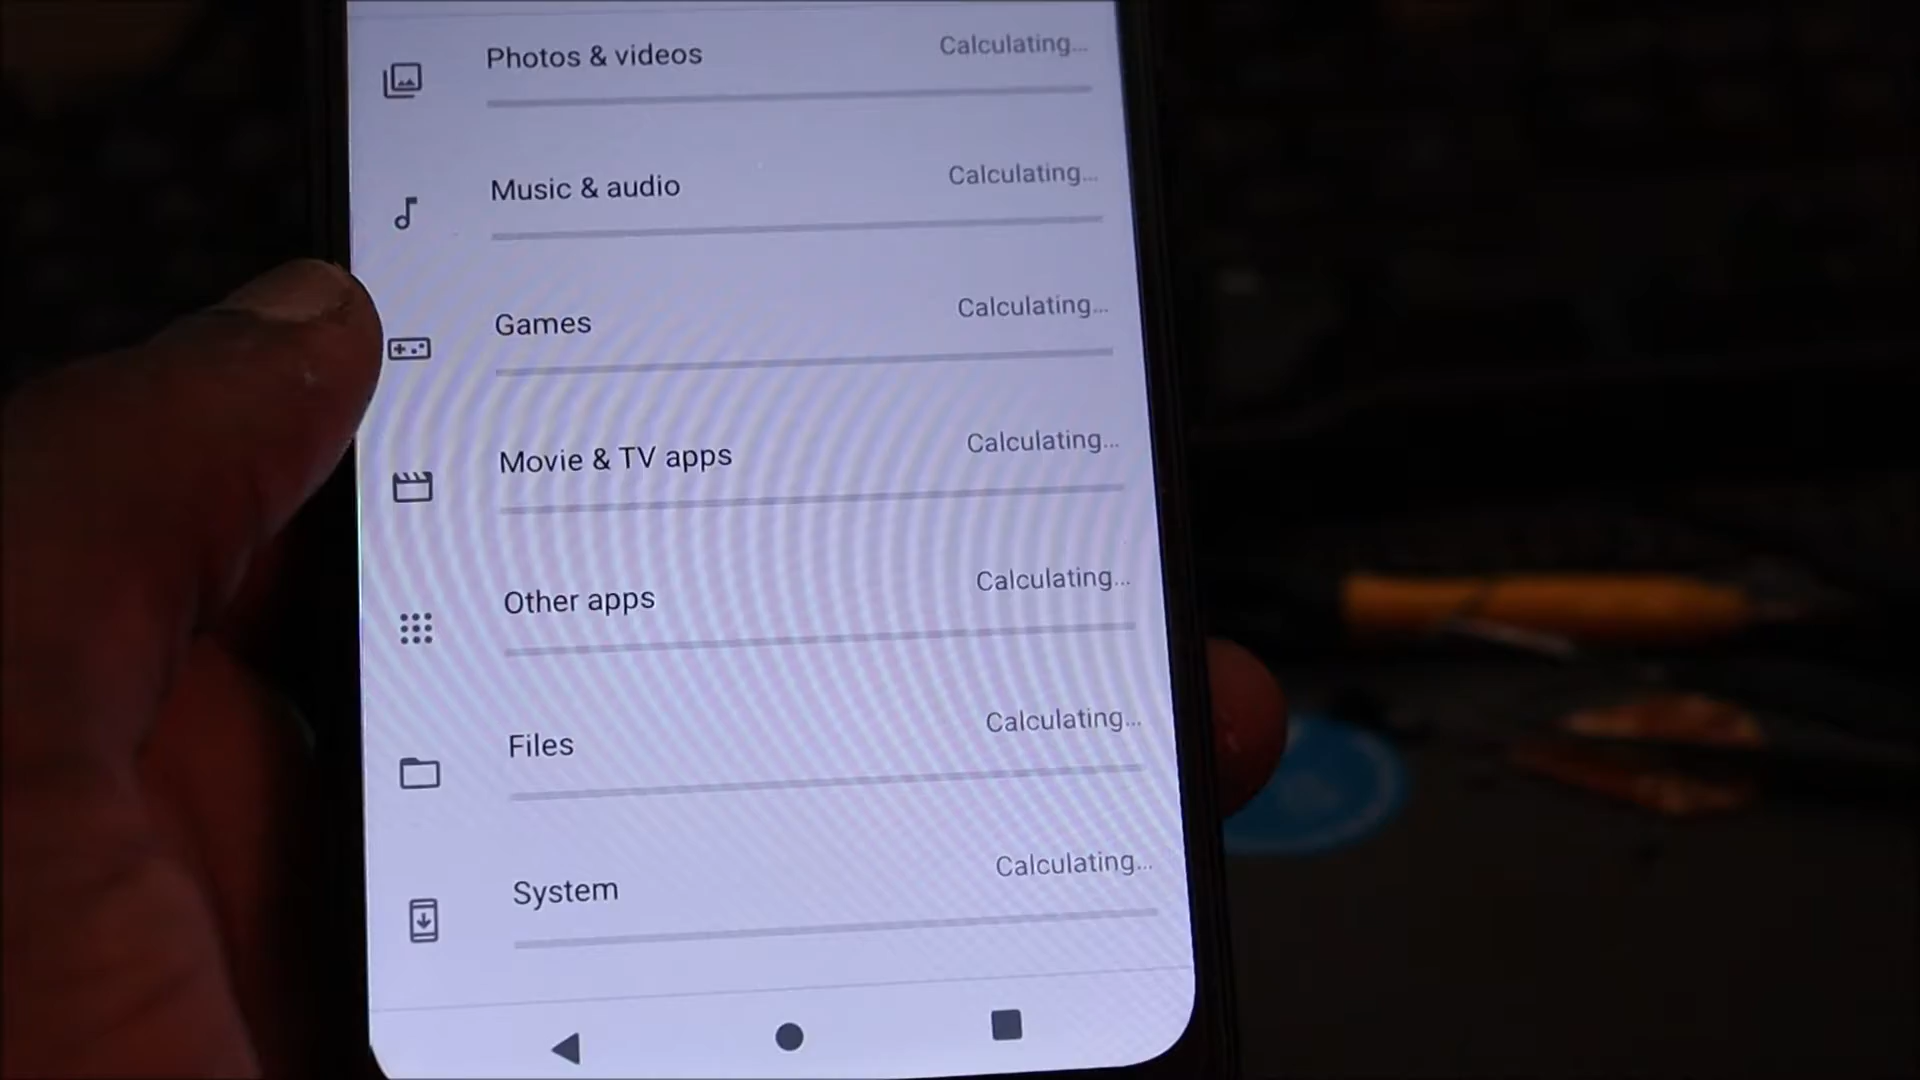 Photos & videos Calculating...
Music & audio Calculating...
Games Calculating...
Movie & TV apps Calculating...
Other apps Calculating...
Files Calculating...
System Calculating...